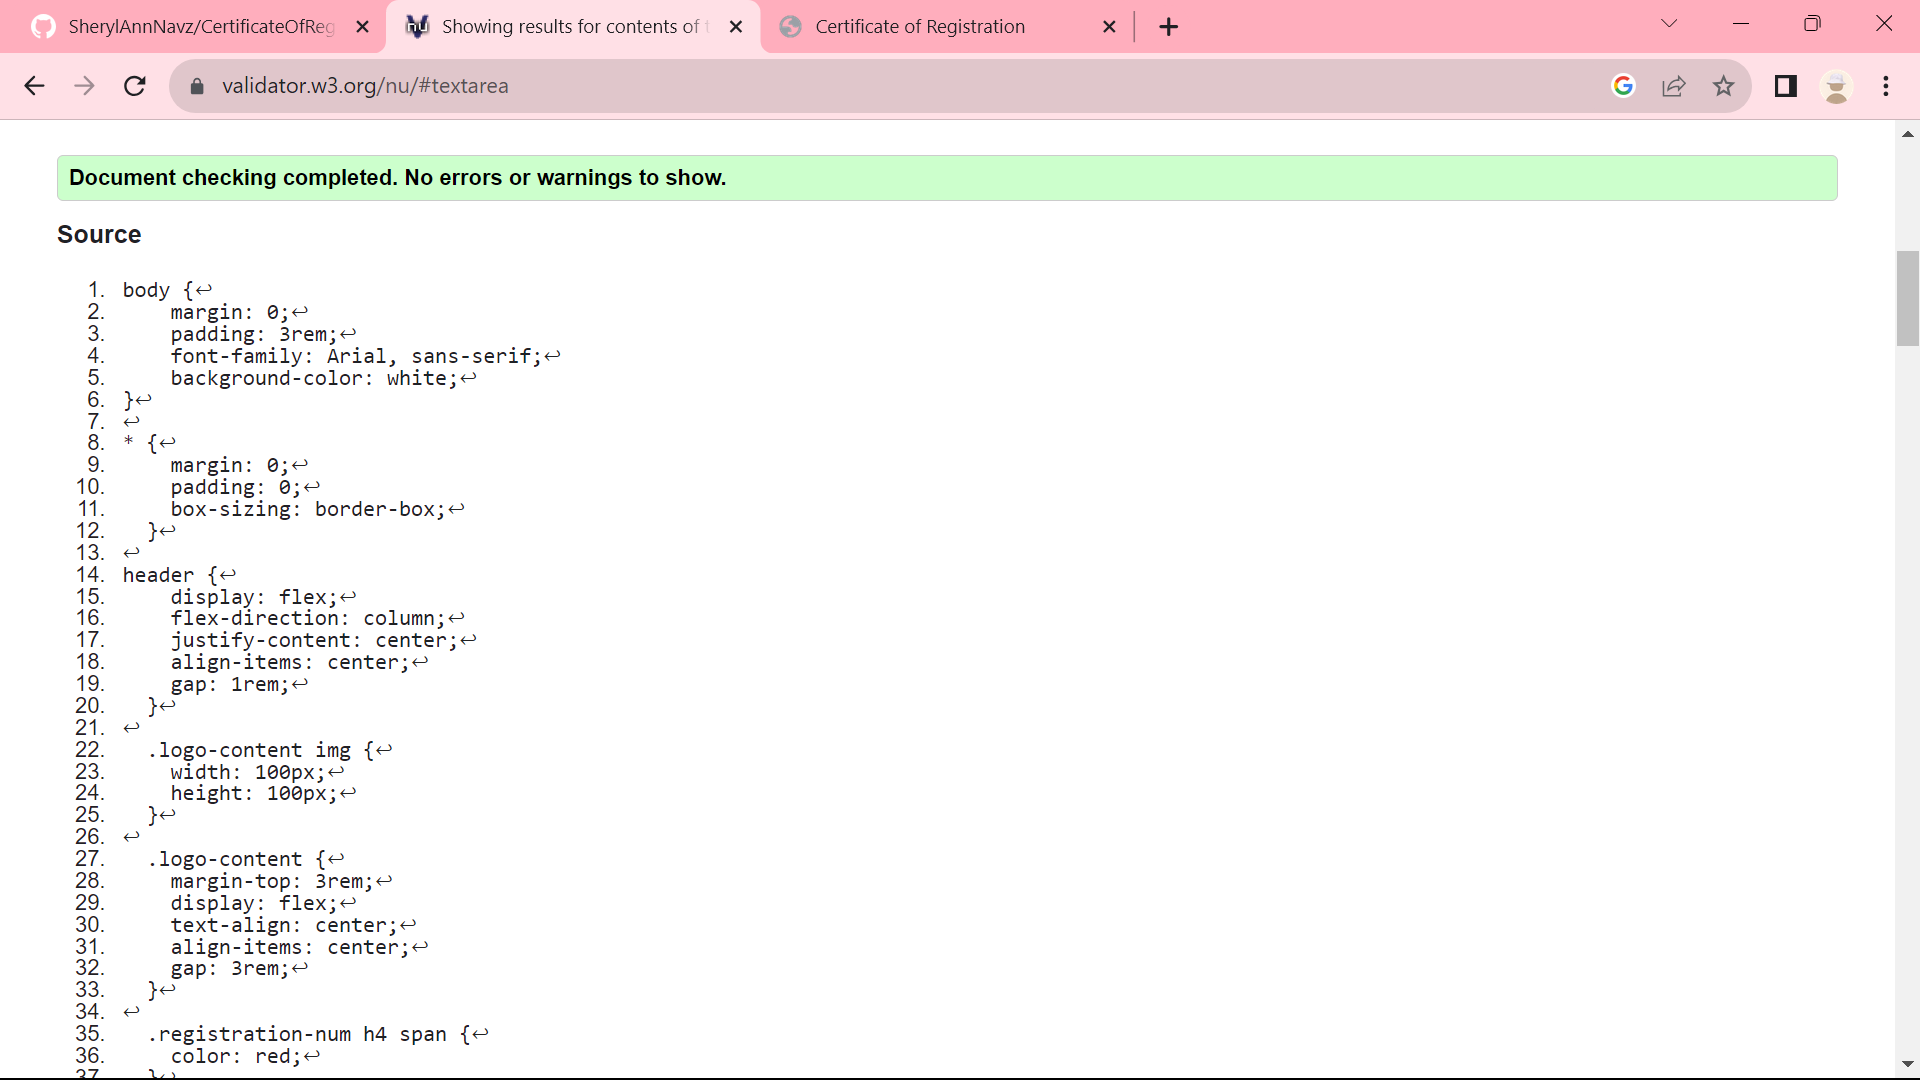 SherylAnnNavz/CertificateOfReg
Showing results for contents of t
Certificate of Registration
validator.w3.org/nu/#textarea
Document checking completed. No errors or warnings to show.
Source
1. body {↩
2.     margin: 0;↩
3.     padding: 3rem;↩
4.     font-family: Arial, sans-serif;↩
5.     background-color: white;↩
6. }↩
7. ↩
8. * {↩
9.     margin: 0;↩
10.     padding: 0;↩
11.     box-sizing: border-box;↩
12.   }↩
13. ↩
14. header {↩
15.     display: flex;↩
16.     flex-direction: column;↩
17.     justify-content: center;↩
18.     align-items: center;↩
19.     gap: 1rem;↩
20.   }↩
21. ↩
22.   .logo-content img {↩
23.     width: 100px;↩
24.     height: 100px;↩
25.   }↩
26. ↩
27.   .logo-content {↩
28.     margin-top: 3rem;↩
29.     display: flex;↩
30.     text-align: center;↩
31.     align-items: center;↩
32.     gap: 3rem;↩
33.   }↩
34. ↩
35.   .registration-num h4 span {↩
36.     color: red;↩
37.   }↩